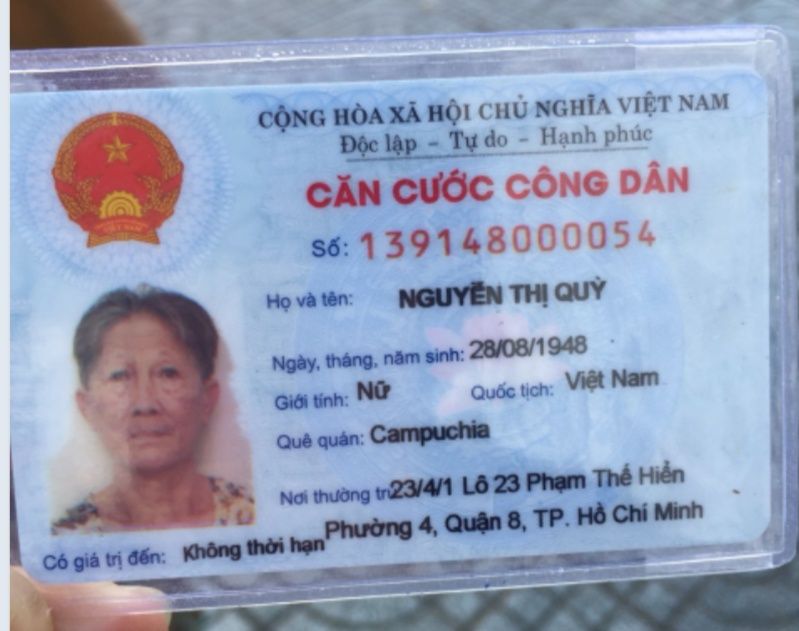 CỘNG HÒA XÃ HỘI CHỦ NGHĨA VIỆT NAM
Độc lập - Tự do - Hạnh phúc
CĂN CƯỚC CÔNG DÂN
Số: 139148000054
Họ và tên: NGUYỄN THỊ QUỲ
Ngày, tháng, năm sinh: 28/08/1948
Giới tính: Nữ Quốc tịch: Việt Nam
Quê quán: Campuchia
Nơi thường trú 23/4/1 Lô 23 Phạm Thế Hiển
Phường 4, Quận 8, TP. Hồ Chí Minh
Có giá trị đến: Không thời hạn
VIỆT NAM